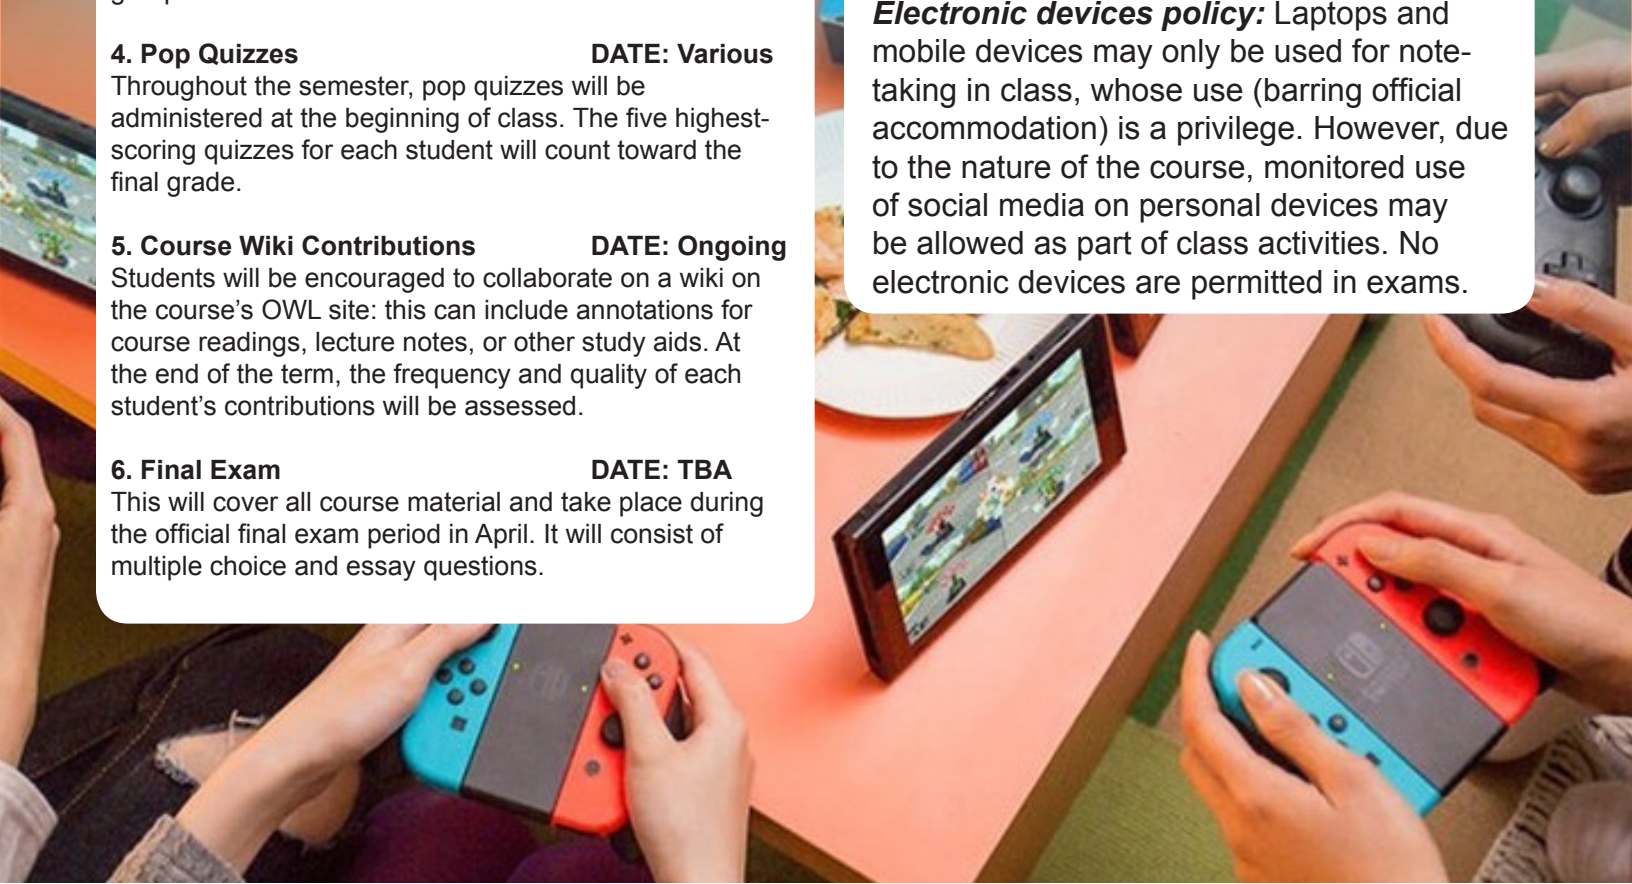 4. Pop Quizzes DATE: Various
Throughout the semester, pop quizzes will be
administered at the beginning of class. The five highest-
scoring quizzes for each student will count toward the
final grade.
5. Course Wiki Contributions DATE: Ongoing
Students will be encouraged to collaborate on a wiki on
the course’s OWL site: this can include annotations for
course readings, lecture notes, or other study aids. At
the end of the term, the frequency and quality of each
student’s contributions will be assessed.
6. Final Exam DATE: TBA
This will cover all course material and take place during
the official final exam period in April. It will consist of
multiple choice and essay questions.
Electronic devices policy: Laptops and
mobile devices may only be used for note-
taking in class, whose use (barring official
accommodation) is a privilege. However, due
to the nature of the course, monitored use
of social media on personal devices may
be allowed as part of class activities. No
electronic devices are permitted in exams.